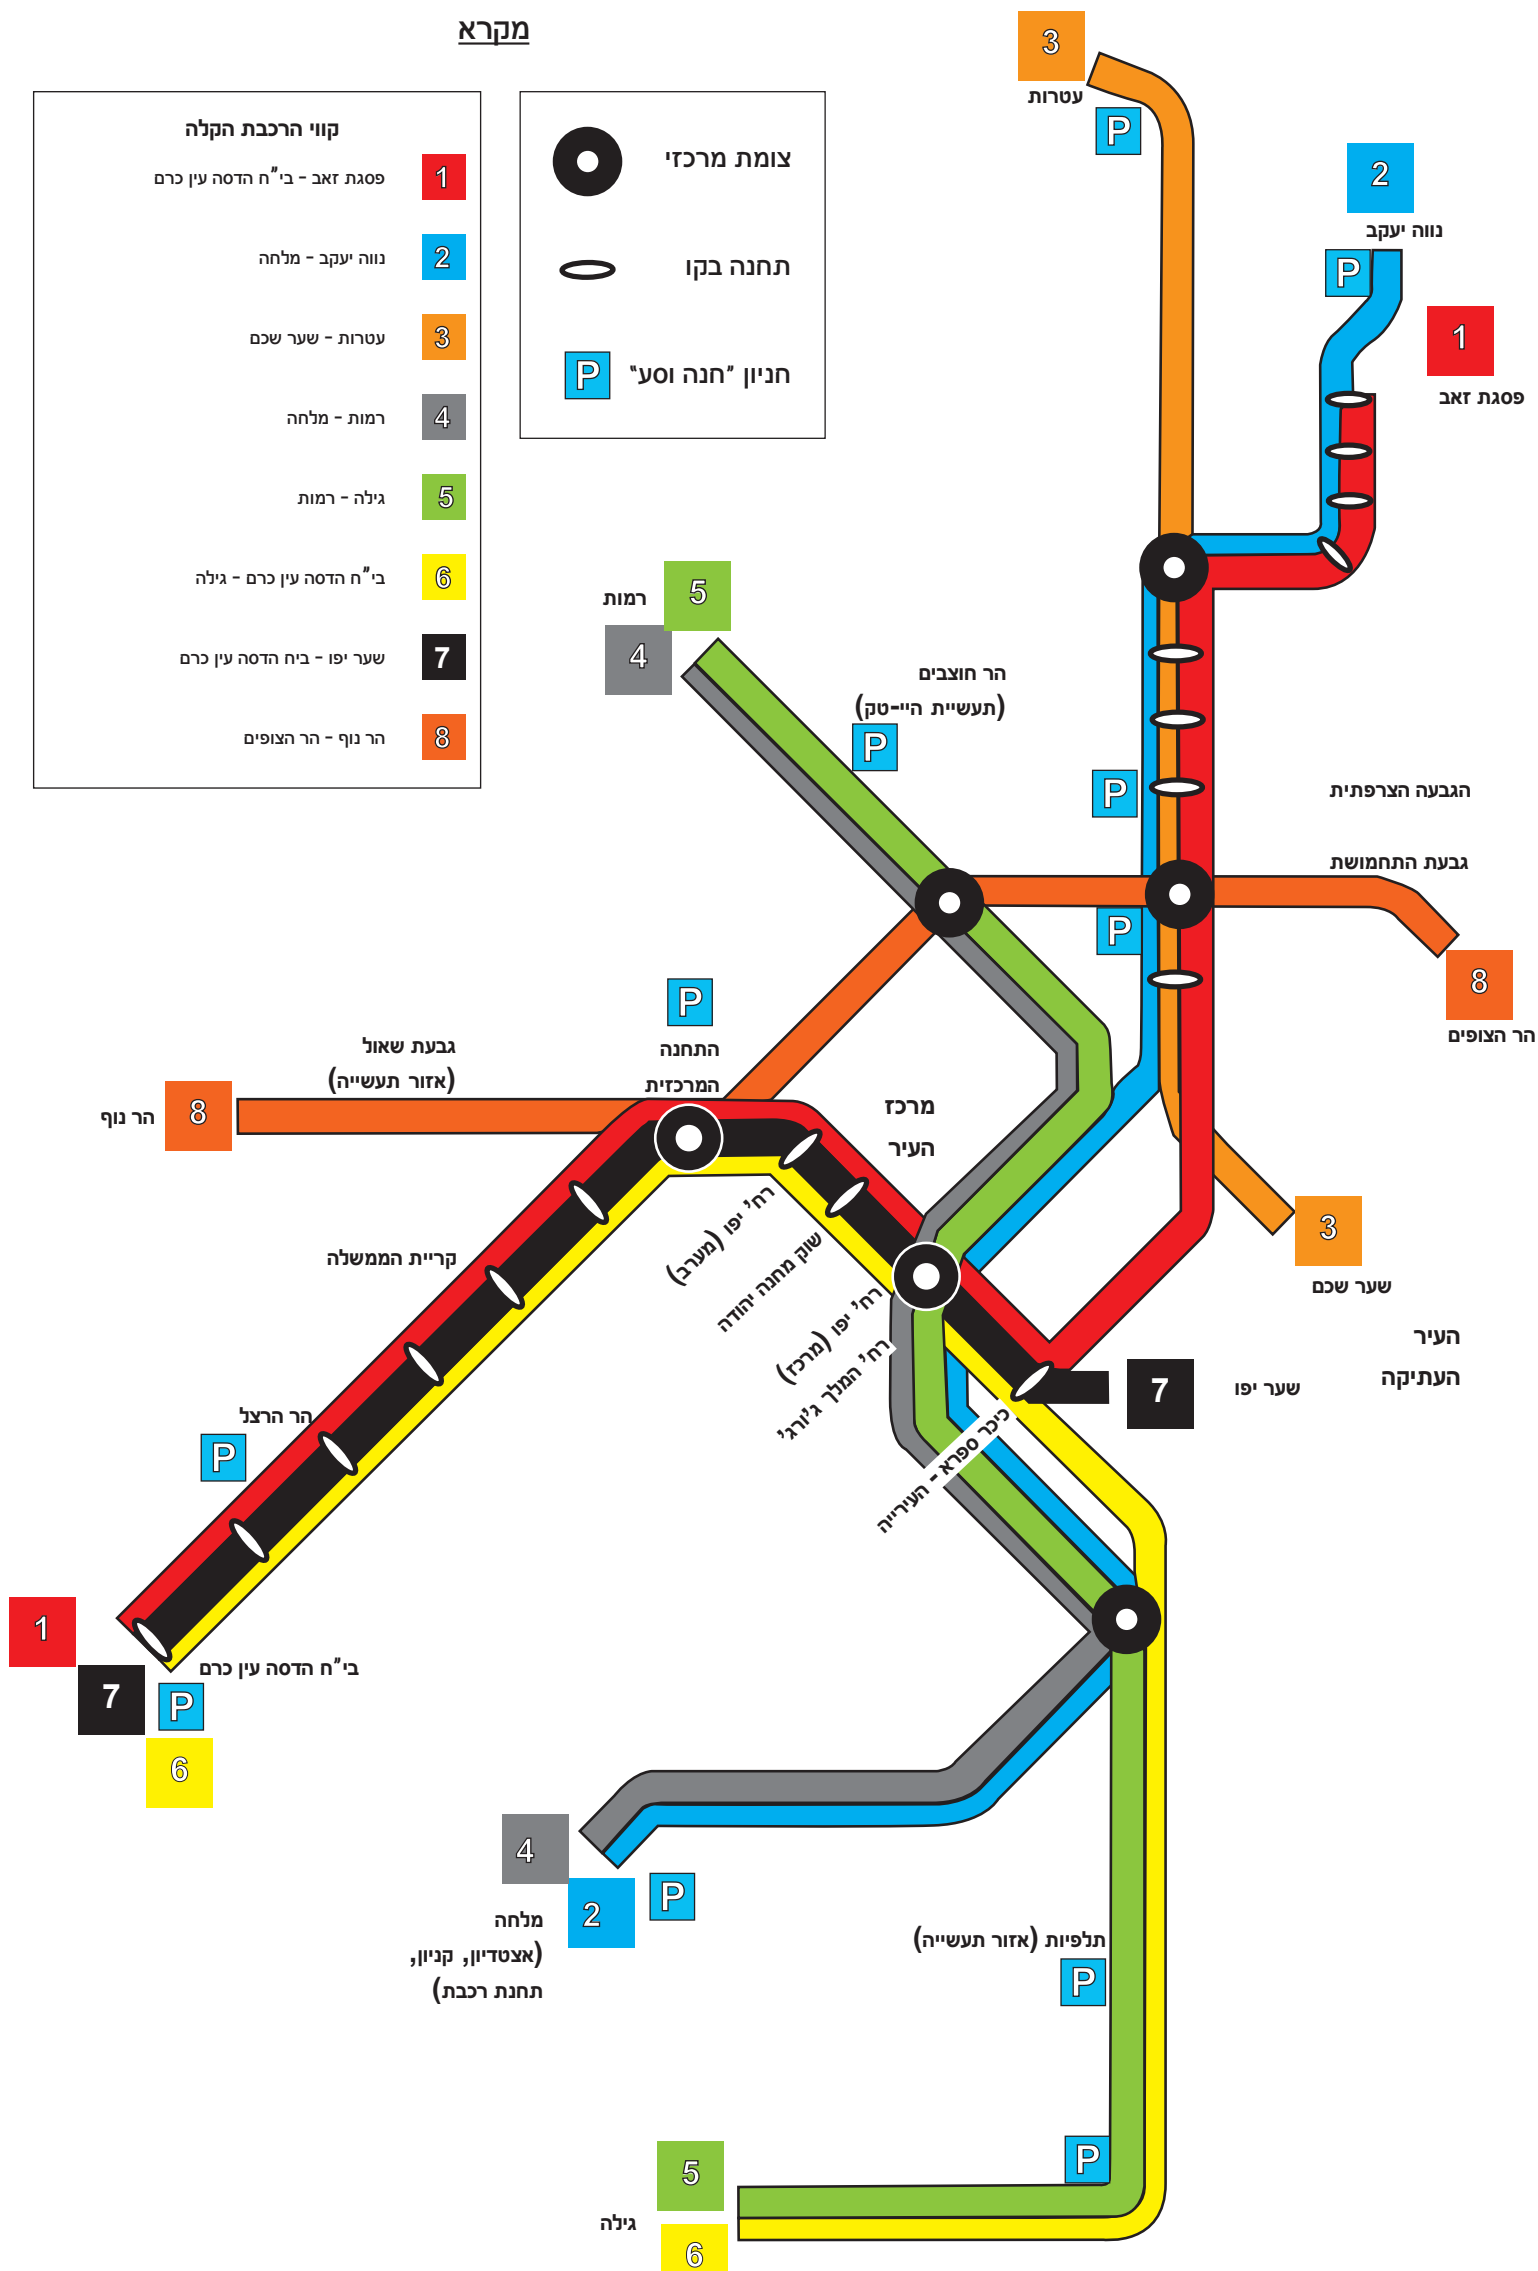 מקרא
קווי הרכבת הקלה
1 פסגת זאב - בי"ח הדסה עין כרם
2 נווה יעקב - מלחה
3 עטרות - שער שכם
4 רמות - מלחה
5 גילה - רמות
6 בי"ח הדסה עין כרם - גילה
7 שער יפו - ביח הדסה עין כרם
8 הר נוף - הר הצופים
צומת מרכזי
תחנה בקו
P חניון "חנה וסע"
3
עטרות
P
2
נווה יעקב
P
1
פסגת זאב
5
רמות
4
הר חוצבים
(תעשיית היי-טק)
P
P
הגבעה הצרפתית
גבעת התחמושת
P
8
הר הצופים
P
התחנה
המרכזית
גבעת שאול
(אזור תעשייה)
8
הר נוף
מרכז
העיר
רח' יפו (מערב)
שוק מחנה יהודה
רח' יפו (מרכז)
רח' המלך ג'ורג'
כיכר ספרא - העירייה
3
שער שכם
העיר
העתיקה
7
שער יפו
קריית הממשלה
הר הרצל
P
1
7
P
6
בי"ח הדסה עין כרם
4
2
P
מלחה
(אצטדיון, קניון,
תחנת רכבת)
תלפיות (אזור תעשייה)
P
P
5
גילה
6